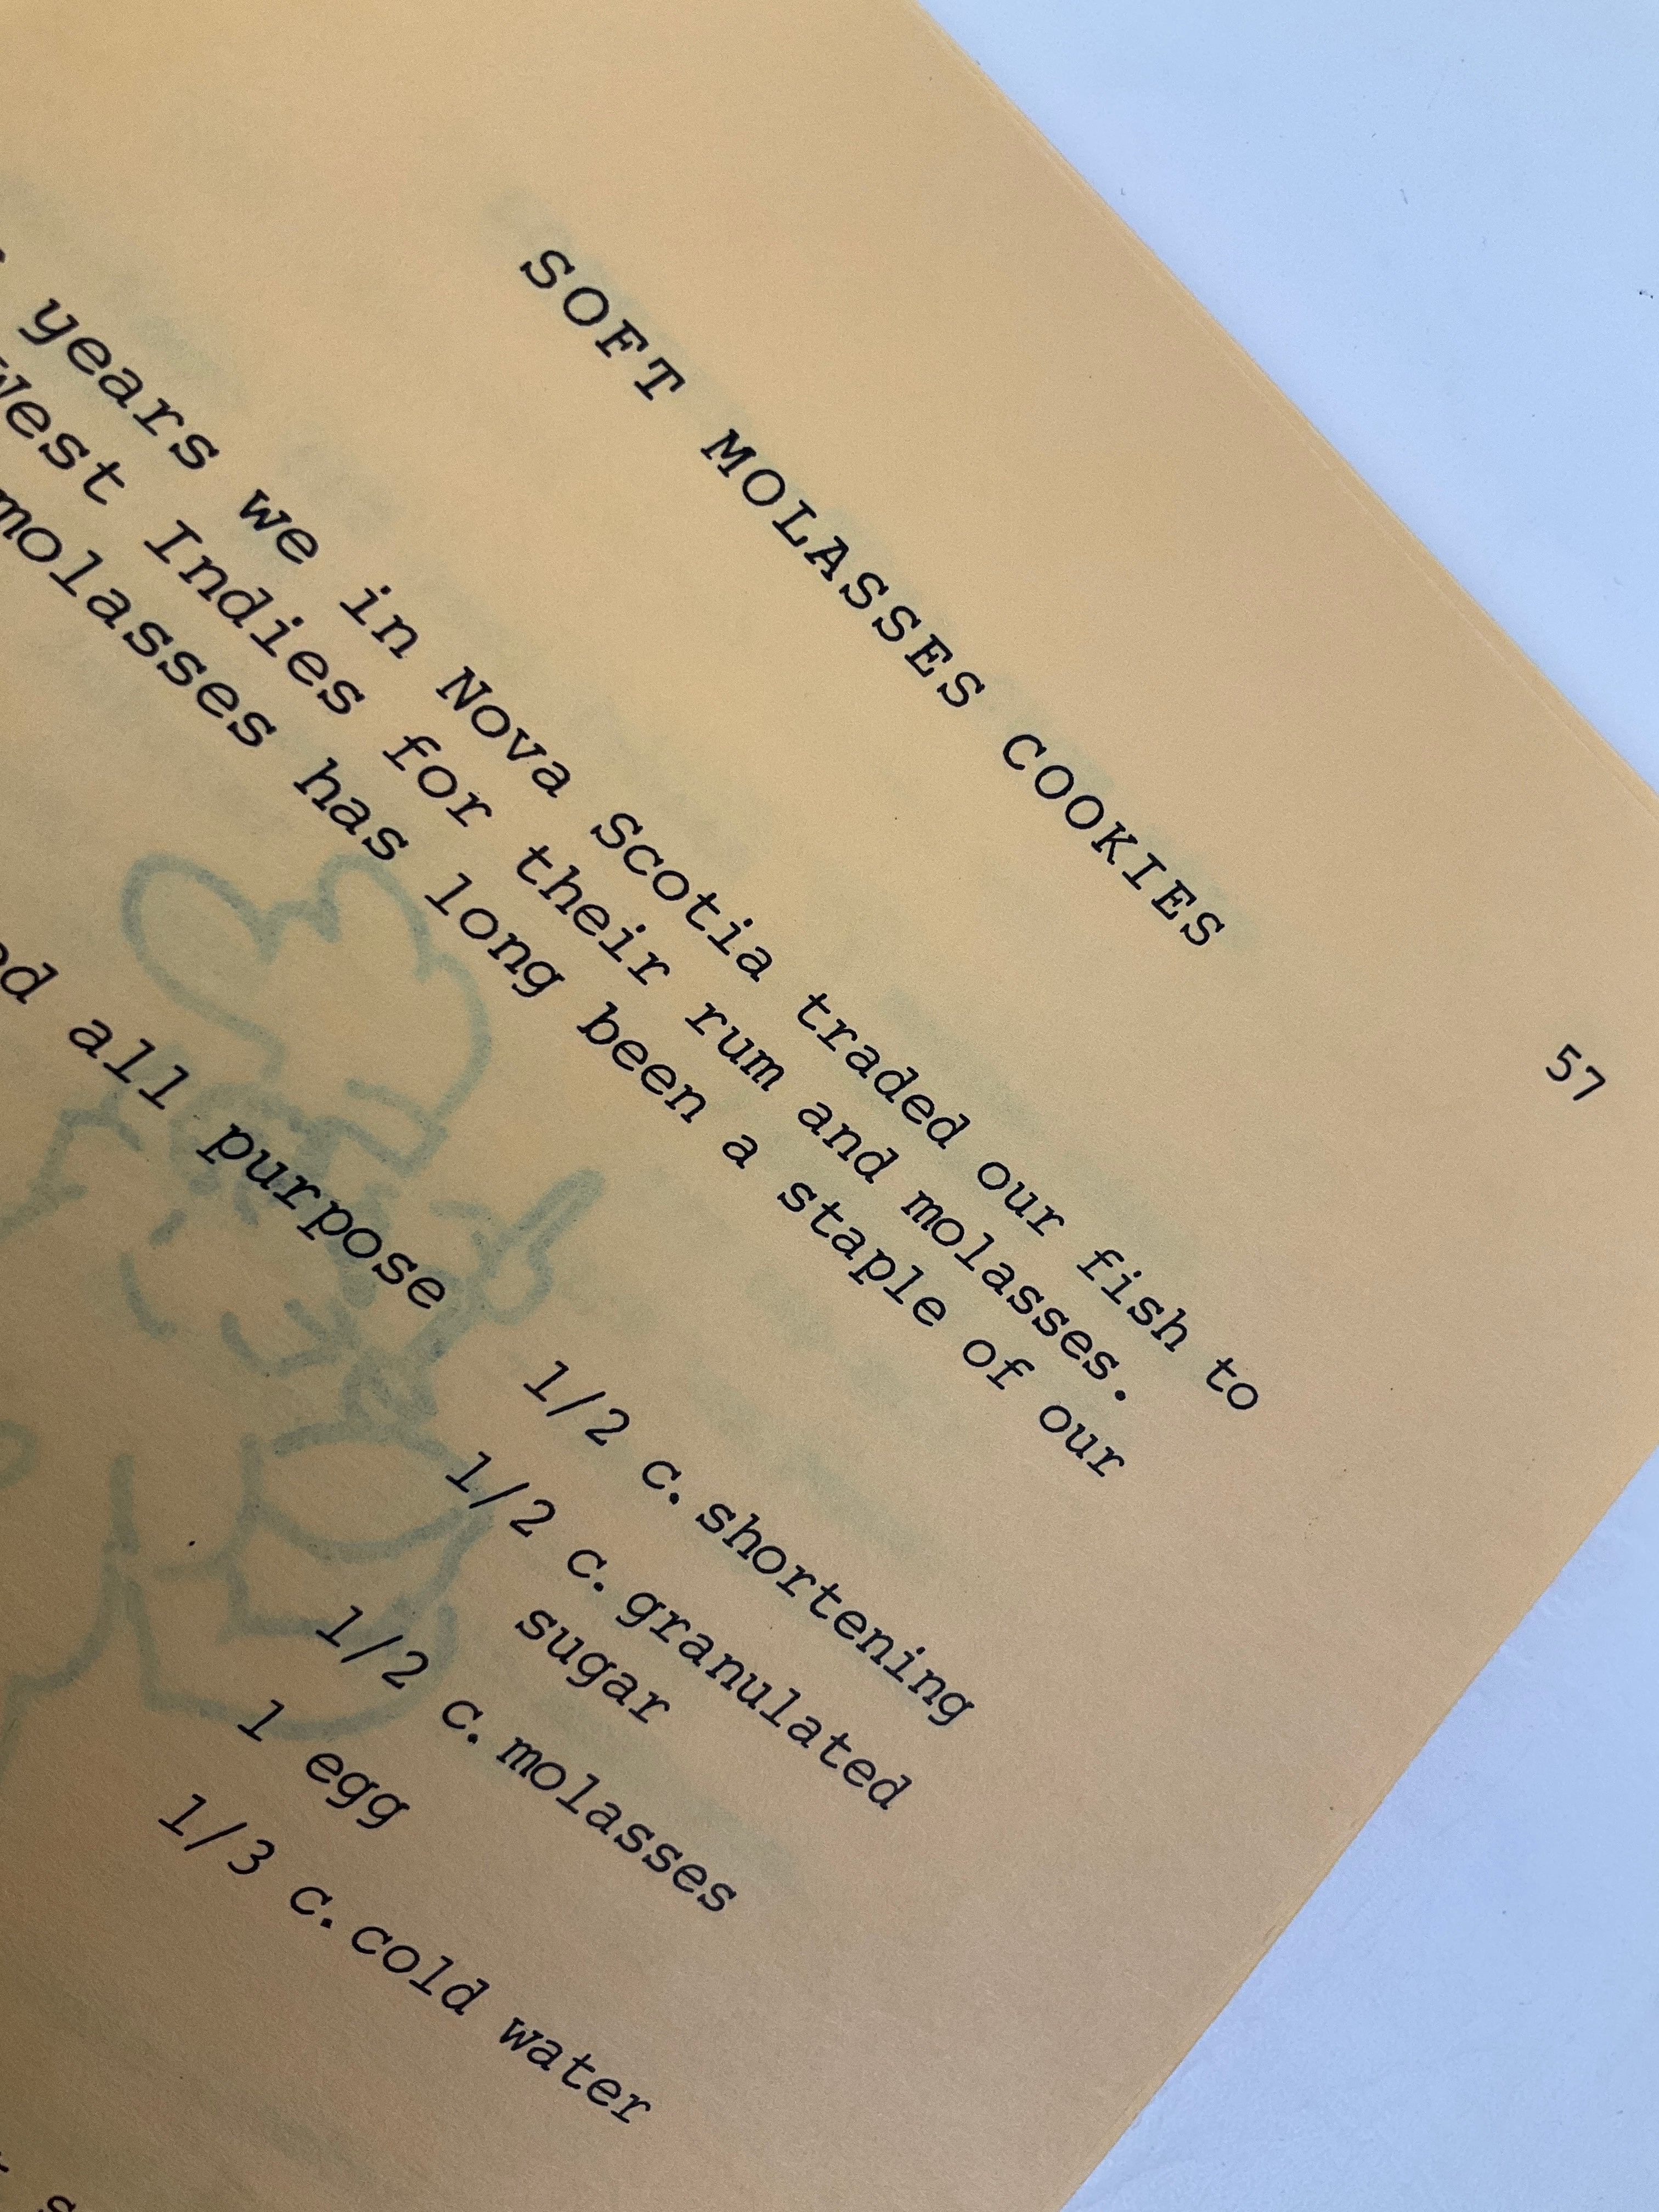 57
SOFT MOLASSES COOKIES
years we in Nova Scotia traded our fish to
West Indies for their rum and molasses.
molasses has long been a staple of our
all purpose
1/2 c. shortening
1/2 c. granulated
sugar
1/2 c. molasses
1 egg
1/3 c. cold water